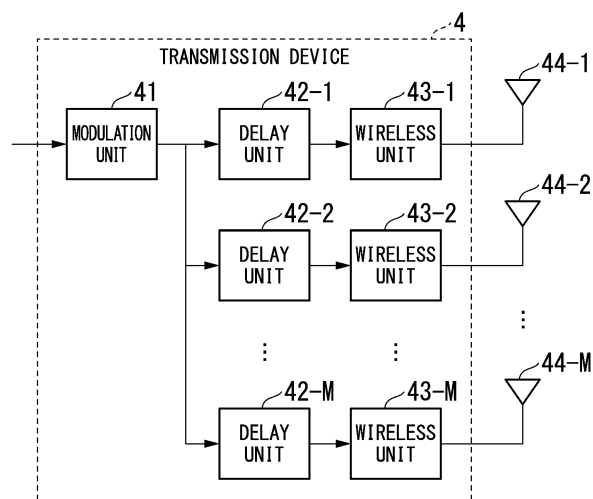 4
TRANSMISSION DEVICE
44-1
41
42-1
43-1
MODULATION
UNIT
DELAY
UNIT
WIRELESS
UNIT
44-2
42-2
43-2
DELAY
UNIT
WIRELESS
UNIT
44-M
42-M
43-M
DELAY
UNIT
WIRELESS
UNIT